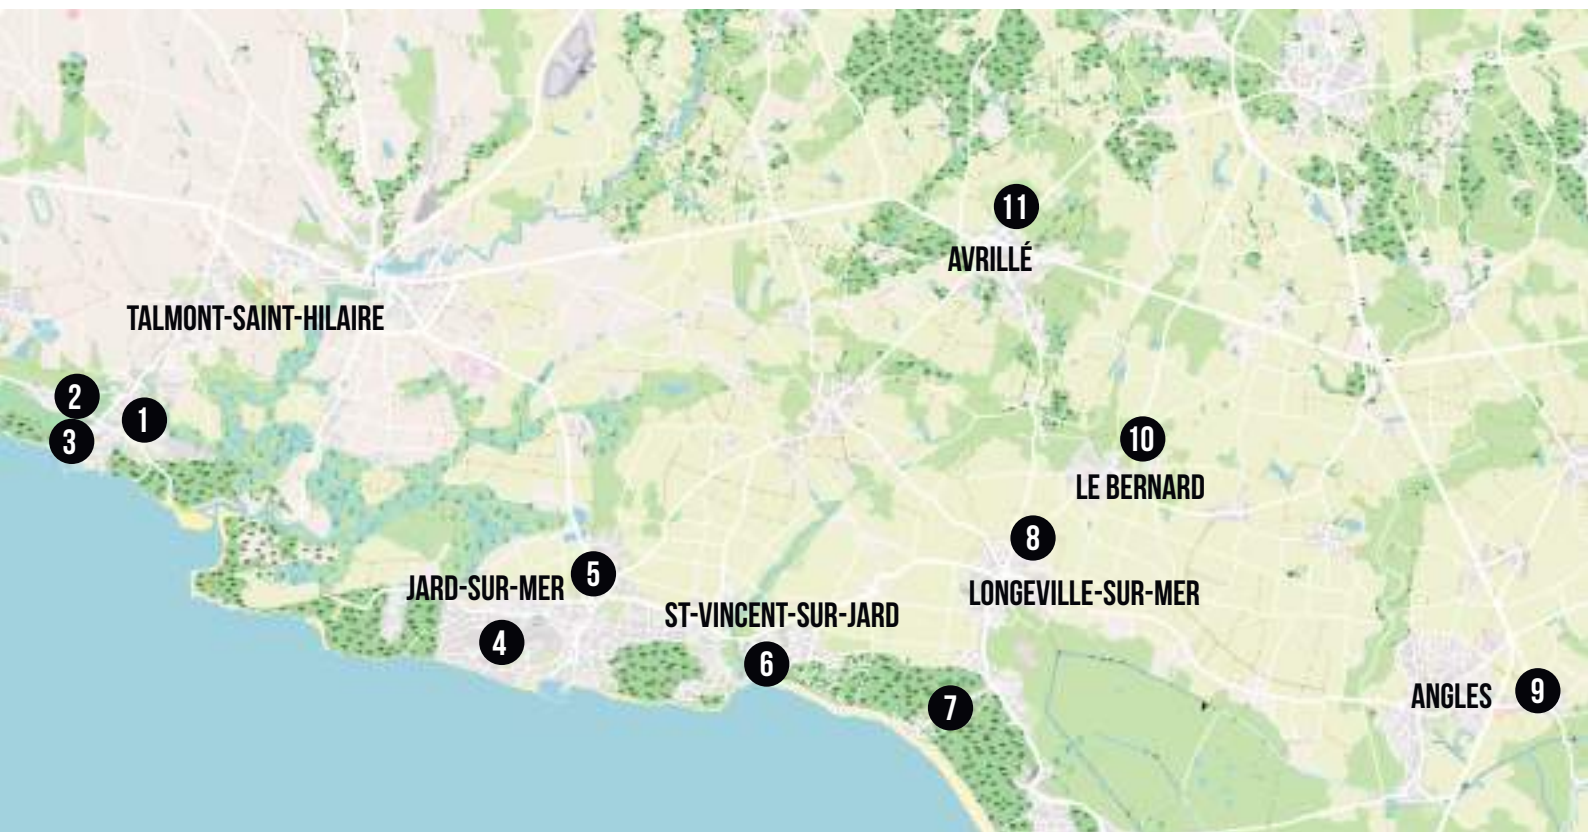 11
AVRILLÉ
TALMONT-SAINT-HILAIRE
2
1
3
10
LE BERNARD
8
LONGEVILLE-SUR-MER
JARD-SUR-MER
5
ST-VINCENT-SUR-JARD
4
6
7
ANGLES
9